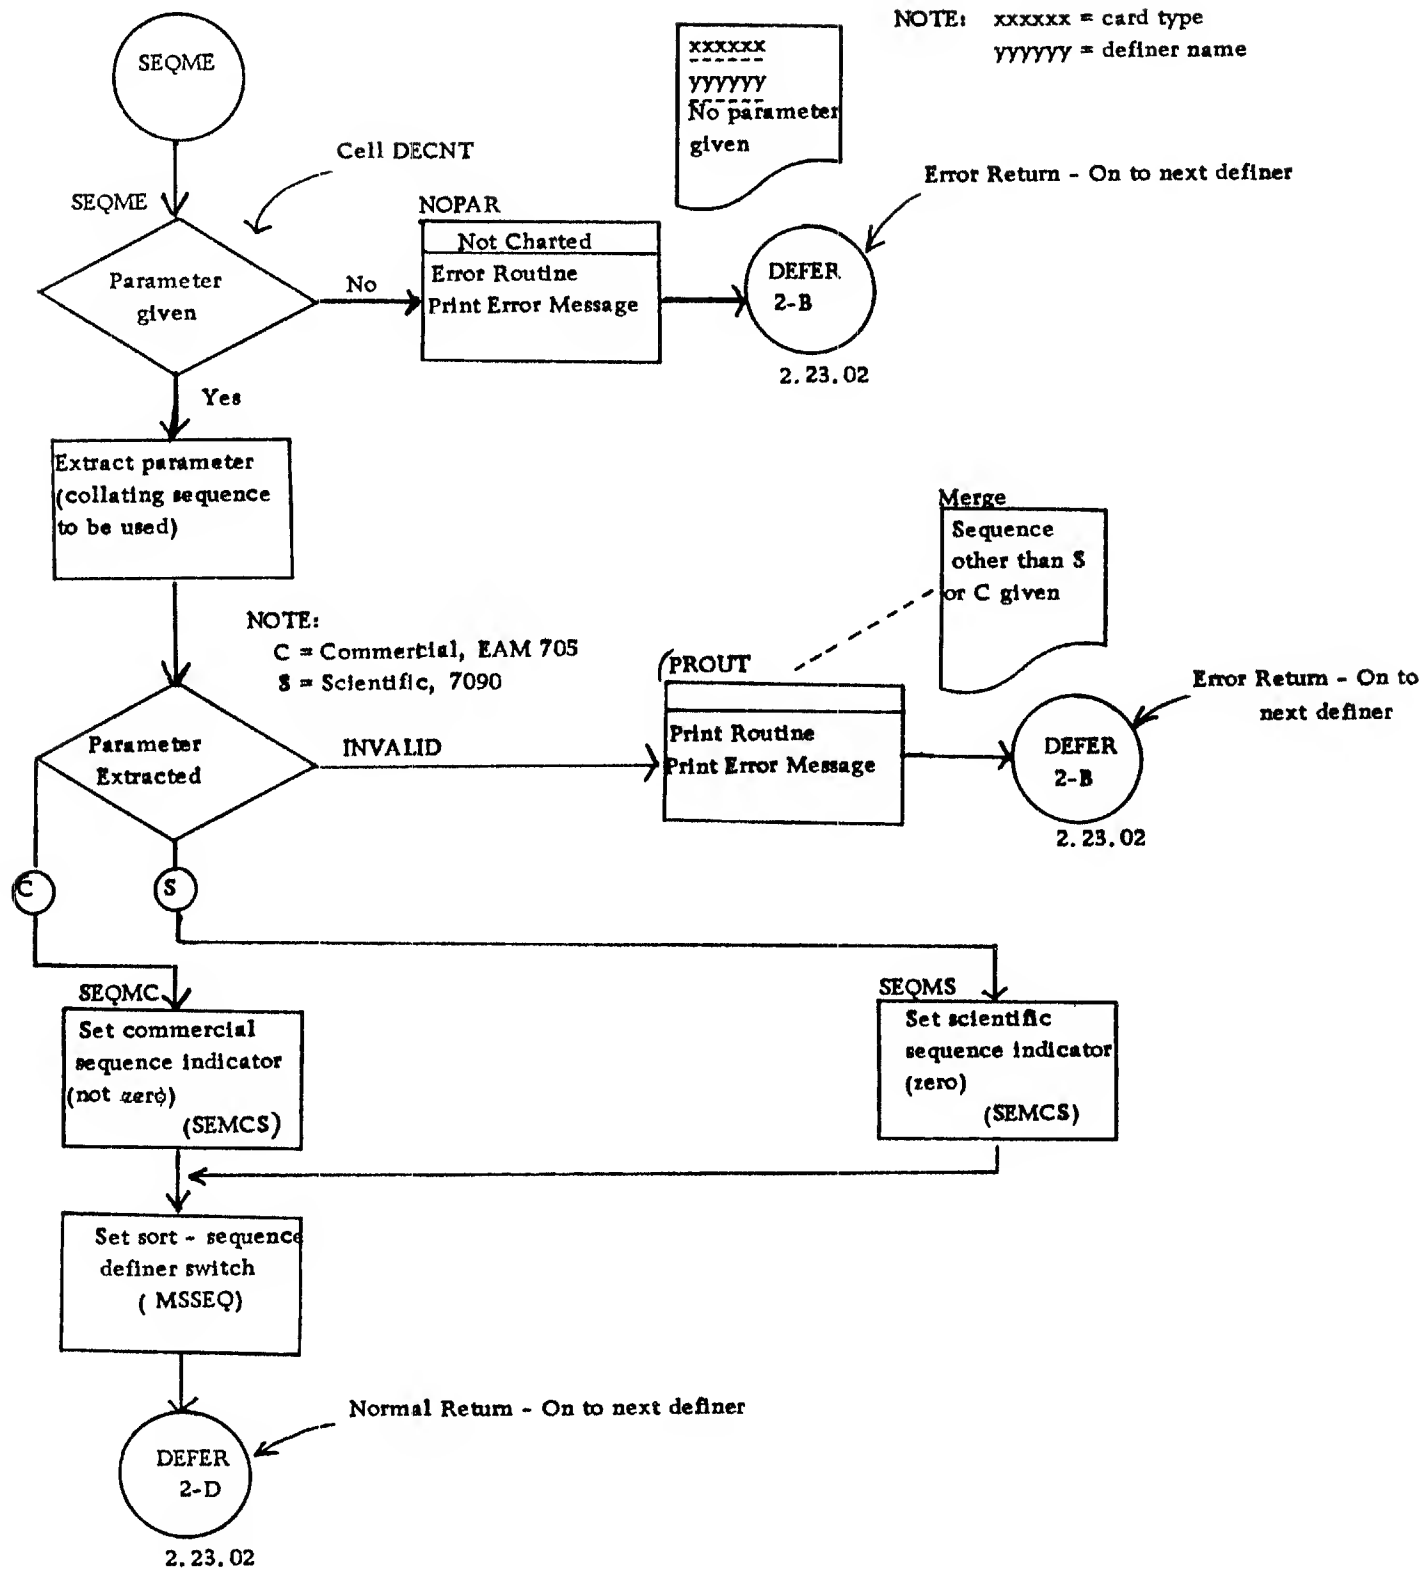 NOTE: xxxxxx = card type
yyyyyy = definer name
SEQME
xxxxxx
yyyyyy
No parameter
given
Cell DECNT
Error Return - On to next definer
SEQME
NOPAR
Not Charted
Parameter
given
No
Error Routine
Print Error Message
DEFER
2-B
2.23.02
Yes
Extract parameter
(collating sequence
to be used)
Merge
Sequence
other than S
or C given
NOTE:
C = Commercial, EAM 705
S = Scientific, 7090
(PROUT
Error Return - On to
next definer
Parameter
Extracted
INVALID
Print Routine
Print Error Message
DEFER
2-B
2.23.02
C
S
SEQMC
Set commercial
sequence indicator
(not zero)
(SEMCS)
SEQMS
Set scientific
sequence indicator
(zero)
(SEMCS)
Set sort - sequence
definer switch
( MSSEQ)
Normal Return - On to next definer
DEFER
2-D
2.23.02